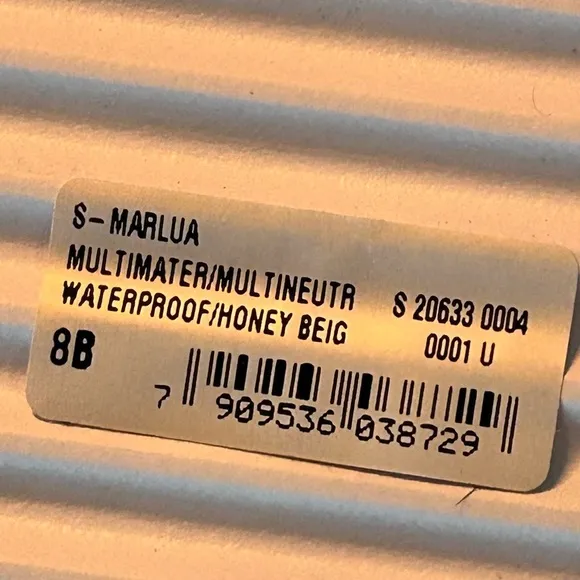 S-MARLUA
MULTIMATER/MULTINEUTR
WATERPROOF/HONEY BEIG
S 20633 0004
0001 U
8B
7 909536 038729